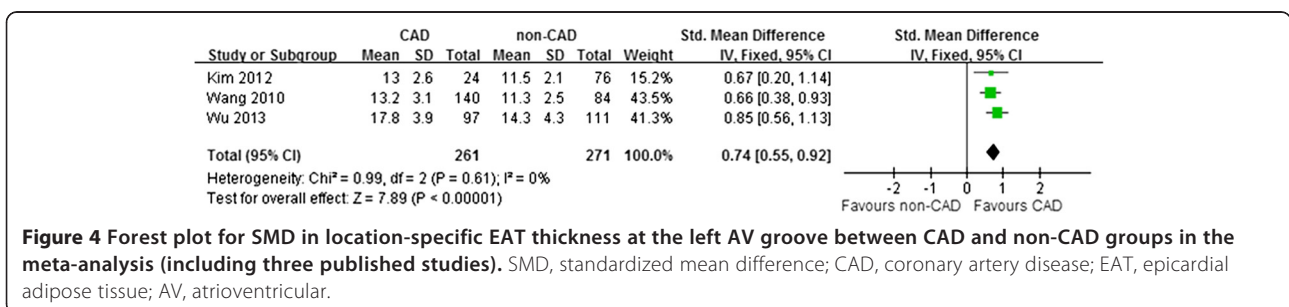 CAD non-CAD Std. Mean Difference Std. Mean Difference
Study or Subgroup Mean SD Total Mean SD Total Weight IV, Fixed, 95% CI IV, Fixed, 95% CI
Kim 2012 13 2.6 24 11.5 2.1 76 15.2% 0.67 [0.20, 1.14]
Wang 2010 13.2 3.1 140 11.3 2.5 84 43.5% 0.66 [0.38, 0.93]
Wu 2013 17.8 3.9 97 14.3 4.3 111 41.3% 0.85 [0.56, 1.13]
Total (95% CI) 261 271 100.0% 0.74 [0.55, 0.92]
Heterogeneity: Chi² = 0.99, df = 2 (P = 0.61); I² = 0%
Test for overall effect: Z = 7.89 (P < 0.00001)
-2 -1 0 1 2
Favours non-CAD Favours CAD
Figure 4 Forest plot for SMD in location-specific EAT thickness at the left AV groove between CAD and non-CAD groups in the
meta-analysis (including three published studies). SMD, standardized mean difference; CAD, coronary artery disease; EAT, epicardial
adipose tissue; AV, atrioventricular.